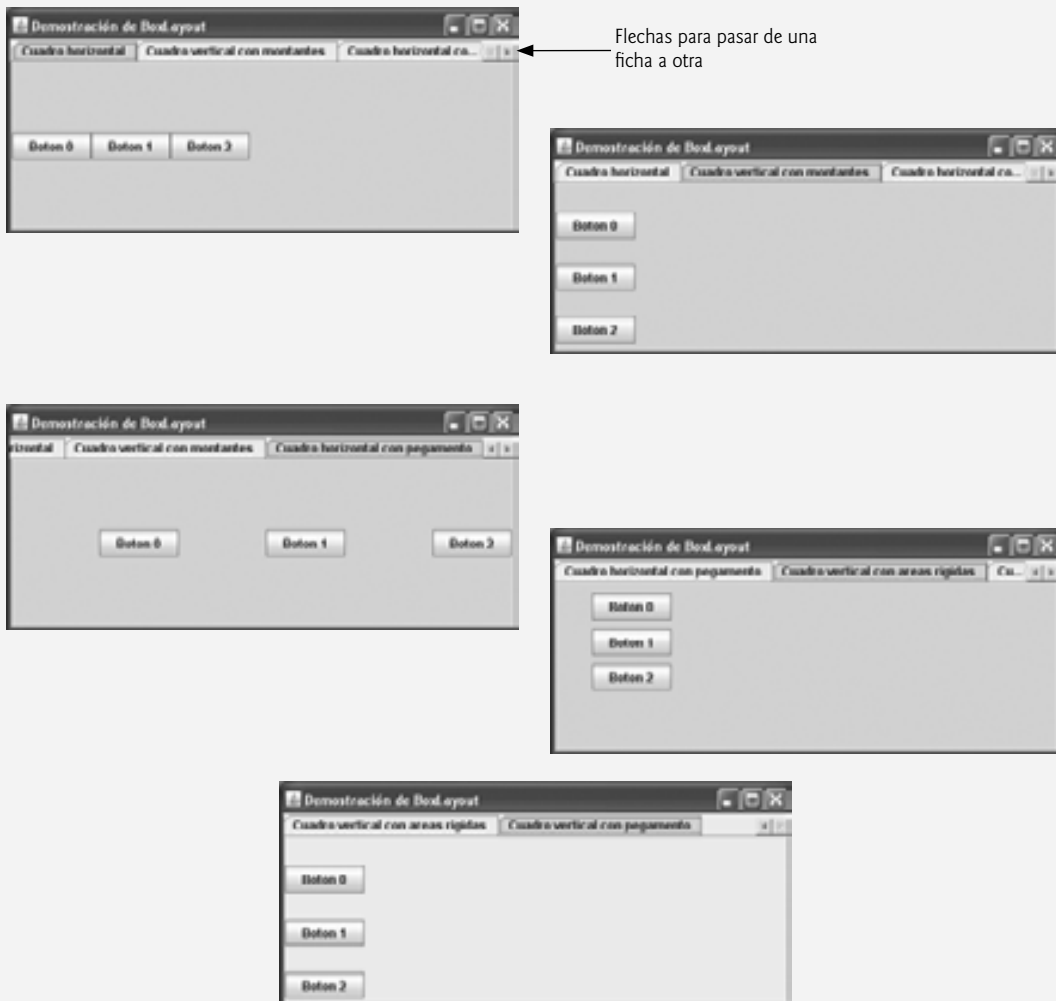 Demostración de BoxLayout
Cuadro horizontal Cuadro vertical con montantes Cuadro horizontal co...
Flechas para pasar de una
ficha a otra
Boton 0 Boton 1 Boton 2
Demostración de BoxLayout
Cuadro horizontal Cuadro vertical con montantes Cuadro horizontal co...
Boton 0
Boton 1
Boton 2
Demostración de BoxLayout
rizontal Cuadro vertical con montantes Cuadro horizontal con pegamento
Boton 0 Boton 1 Boton 2
Demostración de BoxLayout
Cuadro horizontal con pegamento Cuadro vertical con areas rigidas Cu...
Boton 0
Boton 1
Boton 2
Demostración de BoxLayout
Cuadro vertical con areas rigidas Cuadro vertical con pegamento
Boton 0
Boton 1
Boton 2